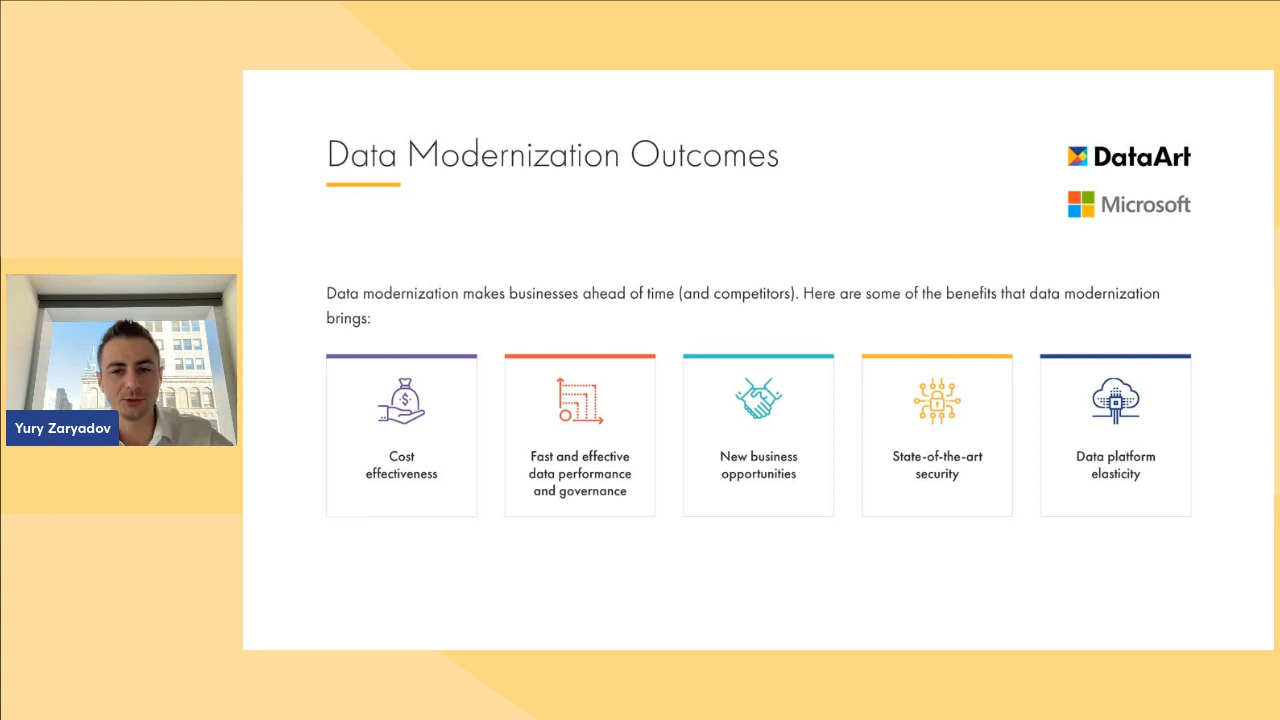 Data Modernization Outcomes
DataArt
Microsoft
Data modernization makes businesses ahead of time (and competitors). Here are some of the benefits that data modernization
brings:
Cost
effectiveness
Fast and effective
data performance
and governance
New business
opportunities
State-of-the-art
security
Data platform
elasticity
Yury Zaryadov